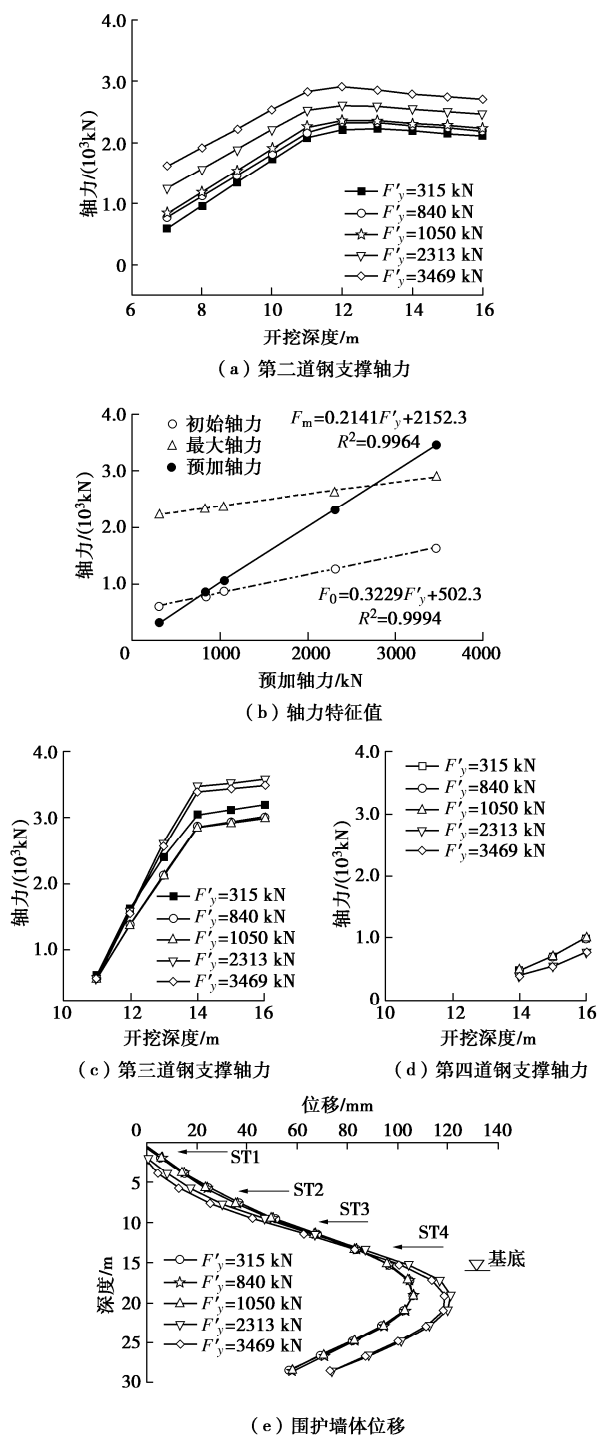 4.0
3.0
2.0
1.0
0
轴力/(10³kN)
F'y=315 kN
F'y=840 kN
F'y=1050 kN
F'y=2313 kN
F'y=3469 kN
6 8 10 12 14 16
开挖深度/m
(a)第二道钢支撑轴力
4.0
3.0
2.0
1.0
轴力/(10³kN)
初始轴力
最大轴力
预加轴力
Fm=0.2141F'y+2152.3
R²=0.9964
F0=0.3229F'y+502.3
R²=0.9994
0 1000 2000 3000 4000
预加轴力/kN
(b)轴力特征值
4.0
3.0
2.0
1.0
轴力/(10³kN)
F'y=315 kN
F'y=840 kN
F'y=1050 kN
F'y=2313 kN
F'y=3469 kN
10 12 14 16
开挖深度/m
(c)第三道钢支撑轴力
4.0
3.0
2.0
1.0
0
轴力/(10³kN)
F'y=315 kN
F'y=840 kN
F'y=1050 kN
F'y=2313 kN
F'y=3469 kN
10 12 14 16
开挖深度/m
(d)第四道钢支撑轴力
位移/mm
0 20 40 60 80 100 120 140
ST1
ST2
ST3
ST4
基底
5
10
15
20
25
30
深度/m
F'y=315 kN
F'y=840 kN
F'y=1050 kN
F'y=2313 kN
F'y=3469 kN
(e)围护墙体位移